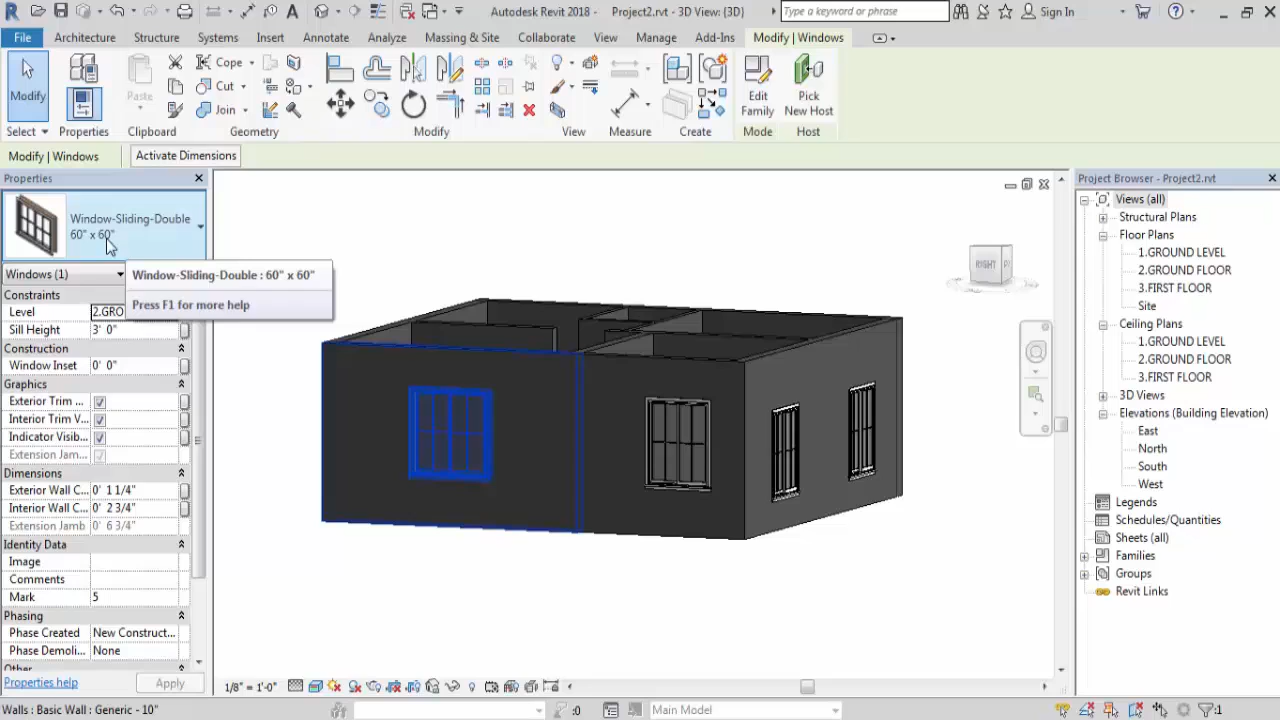 Autodesk Revit 2018 - Project2.rvt - 3D View: {3D}
Type a keyword or phrase
Sign In
File Architecture Structure Systems Insert Annotate Analyze Massing & Site Collaborate View Manage Add-Ins Modify | Windows
Modify
Paste
Cope
Cut
Join
Edit Family
Pick New Host
Select Properties Clipboard Geometry Modify View Measure Create Mode Host
Modify | Windows Activate Dimensions
Properties
Window-Sliding-Double
60" x 60"
Windows (1)
Window-Sliding-Double : 60" x 60"
Press F1 for more help
Constraints
Level 2.GRO
Sill Height 3' 0"
Construction
Window Inset 0' 0"
Graphics
Exterior Trim ...
Interior Trim V...
Indicator Visib...
Extension Jam...
Dimensions
Exterior Wall C... 0' 1 1/4"
Interior Wall C... 0' 2 3/4"
Extension Jamb 0' 6 3/4"
Identity Data
Image
Comments
Mark 5
Phasing
Phase Created New Construct...
Phase Demoli... None
Other
Properties help Apply
RIGHT
Project Browser - Project2.rvt
Views (all)
Structural Plans
Floor Plans
1.GROUND LEVEL
2.GROUND FLOOR
3.FIRST FLOOR
Site
Ceiling Plans
1.GROUND LEVEL
2.GROUND FLOOR
3.FIRST FLOOR
3D Views
Elevations (Building Elevation)
East
North
South
West
Legends
Schedules/Quantities
Sheets (all)
Families
Groups
Revit Links
1/8" = 1'-0"
Walls : Basic Wall : Generic - 10"
:0
Main Model
:1